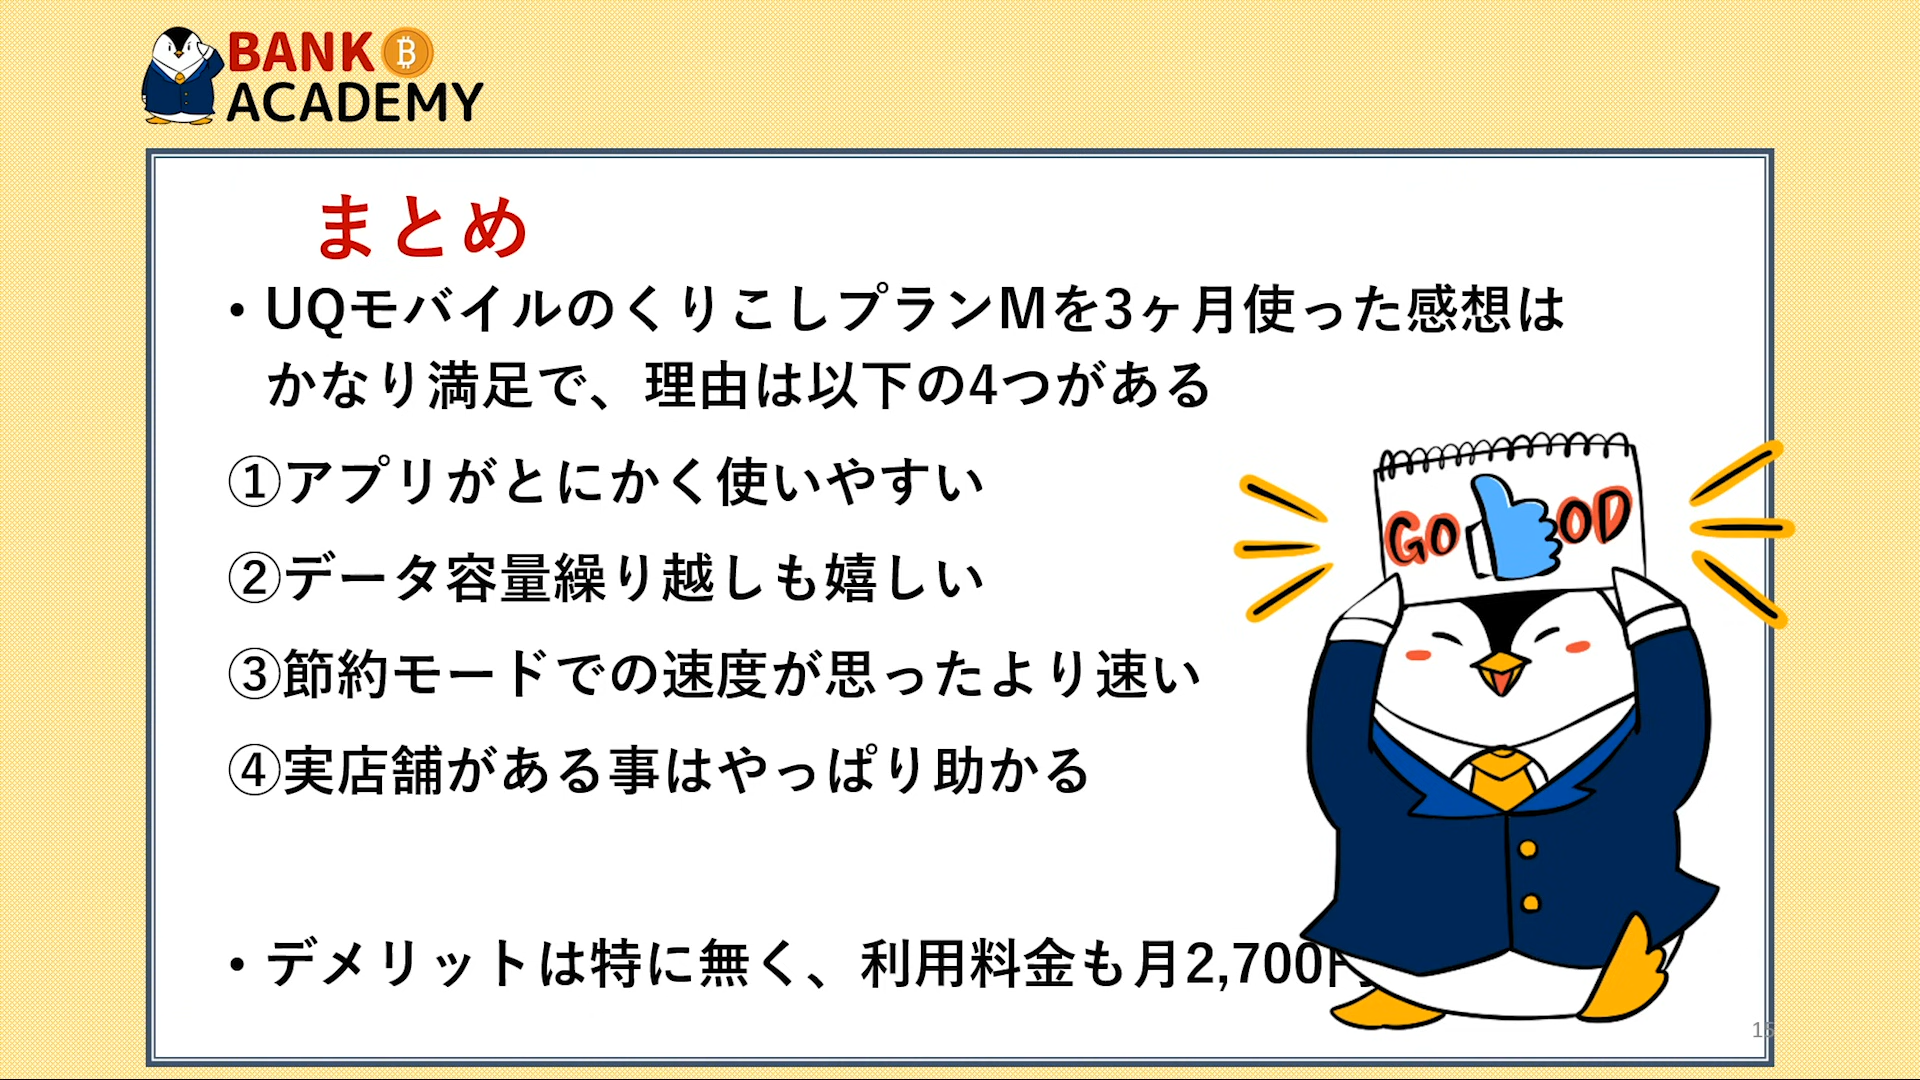 BANK
ACADEMY
まとめ
• UQモバイルのくりこしプランMを3ヶ月使った感想は
かなり満足で、理由は以下の4つがある
①アプリがとにかく使いやすい
②データ容量繰り越しも嬉しい
③節約モードでの速度が思ったより速い
④実店舗がある事はやっぱり助かる
GOOD
• デメリットは特に無く、利用料金も月2,700円
15